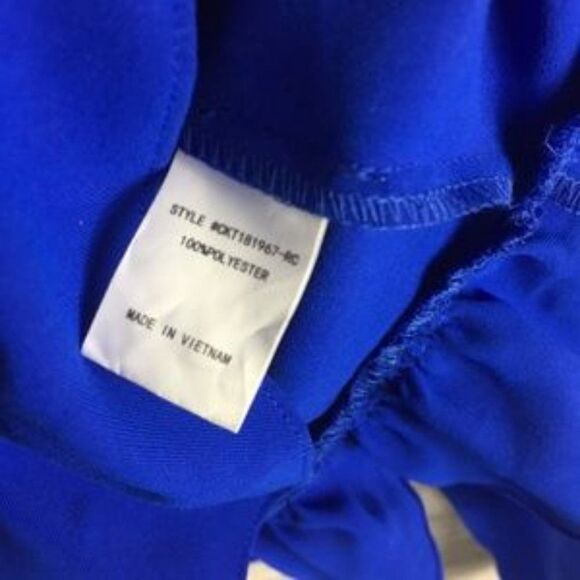 STYLE #OKT181967-RC
100%POLYESTER
MADE IN VIETNAM